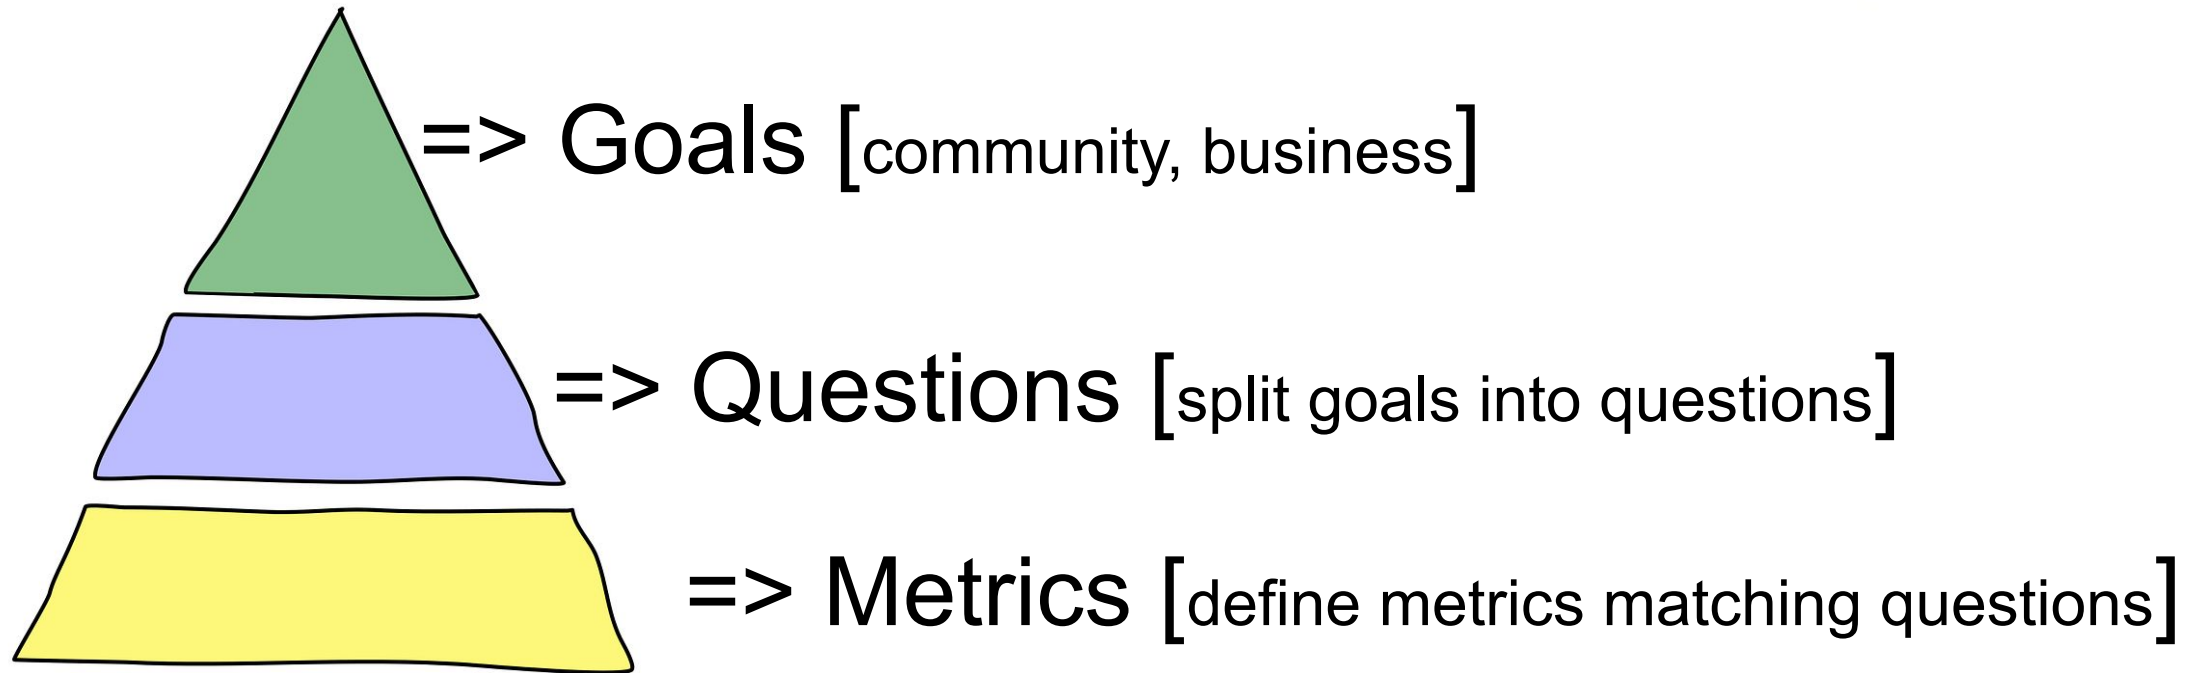 => Goals [community, business]
=> Questions [split goals into questions]
=> Metrics [define metrics matching questions]